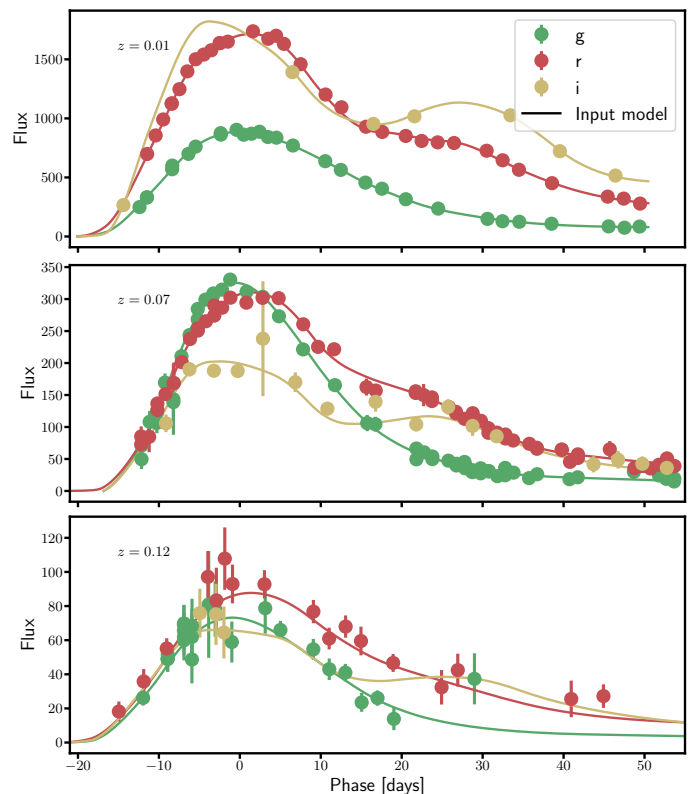 z = 0.01
g
r
i
Input model
Flux
1500
1000
500
0
z = 0.07
Flux
350
300
250
200
150
100
50
0
z = 0.12
Flux
120
100
80
60
40
20
0
−20 −10 0 10 20 30 40 50
Phase [days]